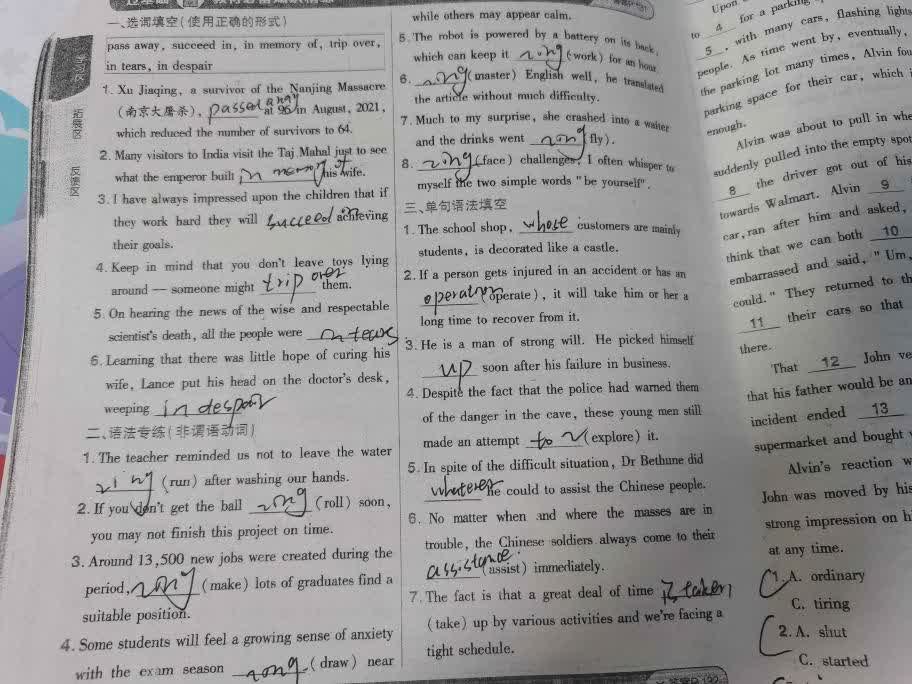 一、选词填空(使用正确的形式)
pass away, succeed in, in memory of, trip over,
in tears, in despair
1. Xu Jiaqing, a survivor of the Nanjing Massacre
(南京大屠杀), passed away at 96 in August, 2021,
which reduced the number of survivors to 64.
2. Many visitors to India visit the Taj Mahal just to see
what the emperor built in memory of his wife.
3. I have always impressed upon the children that if
they work hard they will succeed in achieving
their goals.
4. Keep in mind that you don't leave toys lying
around — someone might trip over them.
5. On hearing the news of the wise and respectable
scientist's death, all the people were in tears
6. Learning that there was little hope of curing his
wife, Lance put his head on the doctor's desk,
weeping in despair
二、语法专练(非谓语动词)
1. The teacher reminded us not to leave the water
ing (run) after washing our hands.
2. If you don't get the ball ing (roll) soon,
you may not finish this project on time.
3. Around 13,500 new jobs were created during the
period, ing (make) lots of graduates find a
suitable position.
4. Some students will feel a growing sense of anxiety
with the exam season ing (draw) near
while others may appear calm.
5. The robot is powered by a battery on its back,
which can keep it ing (work) for an hour.
6. ing (master) English well, he translated
the article without much difficulty.
7. Much to my surprise, she crashed into a waiter
and the drinks went ing (fly).
8. ing (face) challenges, I often whisper to
myself the two simple words "be yourself".
三、单句语法填空
1. The school shop, whose customers are mainly
students, is decorated like a castle.
2. If a person gets injured in an accident or has an
operation (operate), it will take him or her a
long time to recover from it.
3. He is a man of strong will. He picked himself
up soon after his failure in business.
4. Despite the fact that the police had warned them
of the danger in the cave, these young men still
made an attempt to v (explore) it.
5. In spite of the difficult situation, Dr Bethune did
whatever he could to assist the Chinese people.
6. No matter when and where the masses are in
trouble, the Chinese soldiers always come to their
assistance. (assist) immediately.
7. The fact is that a great deal of time is taken
(take) up by various activities and we're facing a
tight schedule.
Upon
to 4 for a parking
5, with many cars, flashing lights
people. As time went by, eventually,
the parking lot many times, Alvin fou
parking space for their car, which i
enough.
Alvin was about to pull in whe
suddenly pulled into the empty spot
8 the driver got out of his
towards Walmart. Alvin 9
car, ran after him and asked,
think that we can both 10
embarrassed and said, "Um,
could." They returned to th
11 their cars so that
there.
That 12 John ve
that his father would be an
incident ended 13
supermarket and bought
Alvin's reaction w
John was moved by his
strong impression on h
at any time.
1. A. ordinary
C. tiring
2. A. shut
C. started
拓展区
反馈区